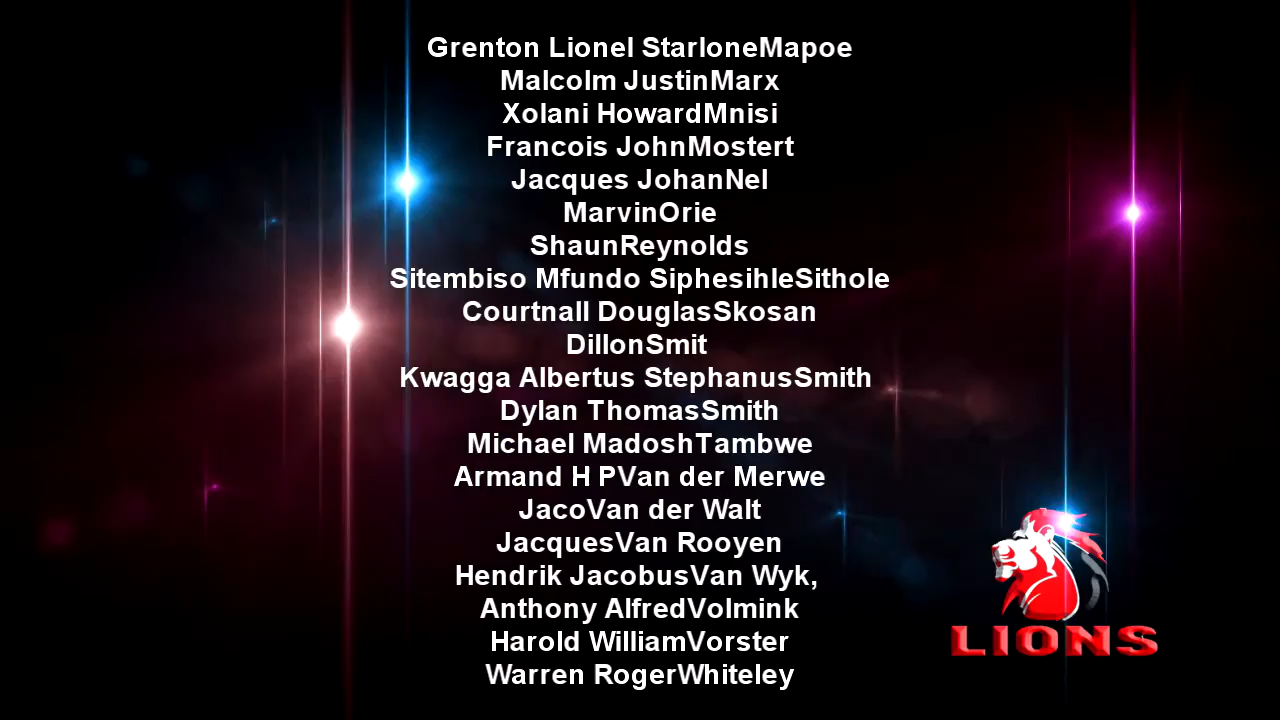 Grenton Lionel StarloneMapoe
Malcolm JustinMarx
Xolani HowardMnisi
Francois JohnMostert
Jacques JohanNel
MarvinOrie
ShaunReynolds
Sitembiso Mfundo SiphesihleSithole
Courtnall DouglasSkosan
DillonSmit
Kwagga Albertus StephanusSmith
Dylan ThomasSmith
Michael MadoshTambwe
Armand H PVan der Merwe
JacoVan der Walt
JacquesVan Rooyen
Hendrik JacobusVan Wyk,
Anthony AlfredVolmink
Harold WilliamVorster
Warren RogerWhiteley
LIONS